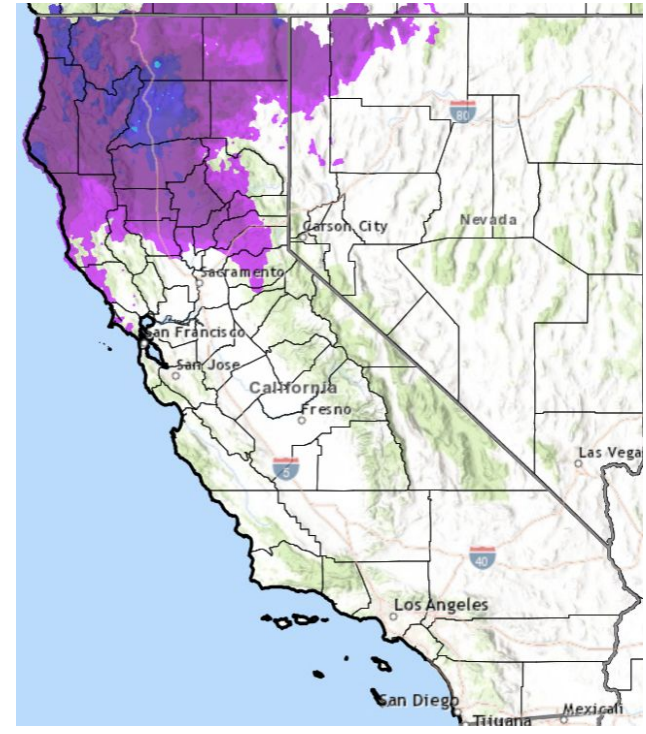 80
Nevada
Carson City
Sacramento
San Francisco
San Jose
California
Fresno
Las Vega
5
40
Los Angeles
San Diego
Mexicali
Tijuana